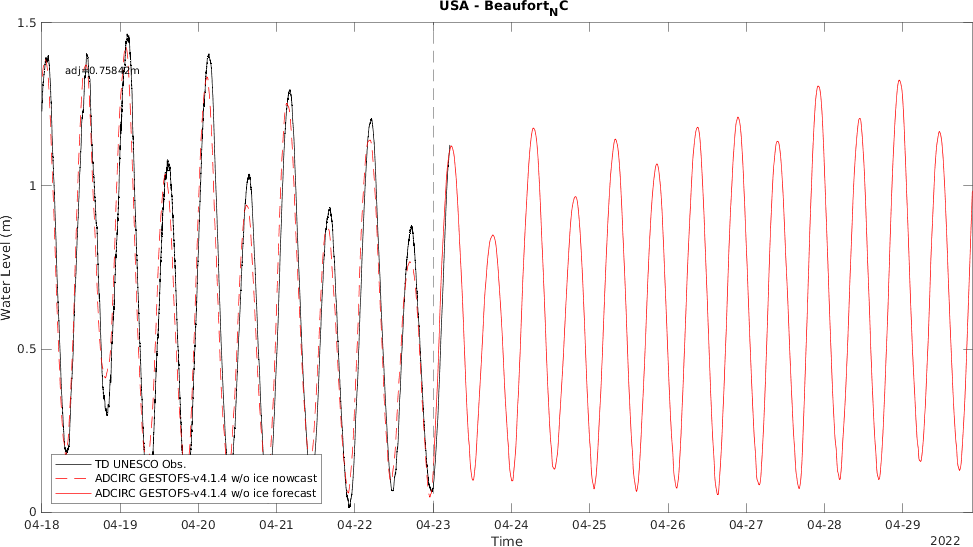 USA - Beaufort_NC
1.5
adj=0.75842m
1
0.5
0
Water Level (m)
TD UNESCO Obs.
ADCIRC GESTOFS-v4.1.4 w/o ice nowcast
ADCIRC GESTOFS-v4.1.4 w/o ice forecast
04-18 04-19 04-20 04-21 04-22 04-23 04-24 04-25 04-26 04-27 04-28 04-29
Time
2022